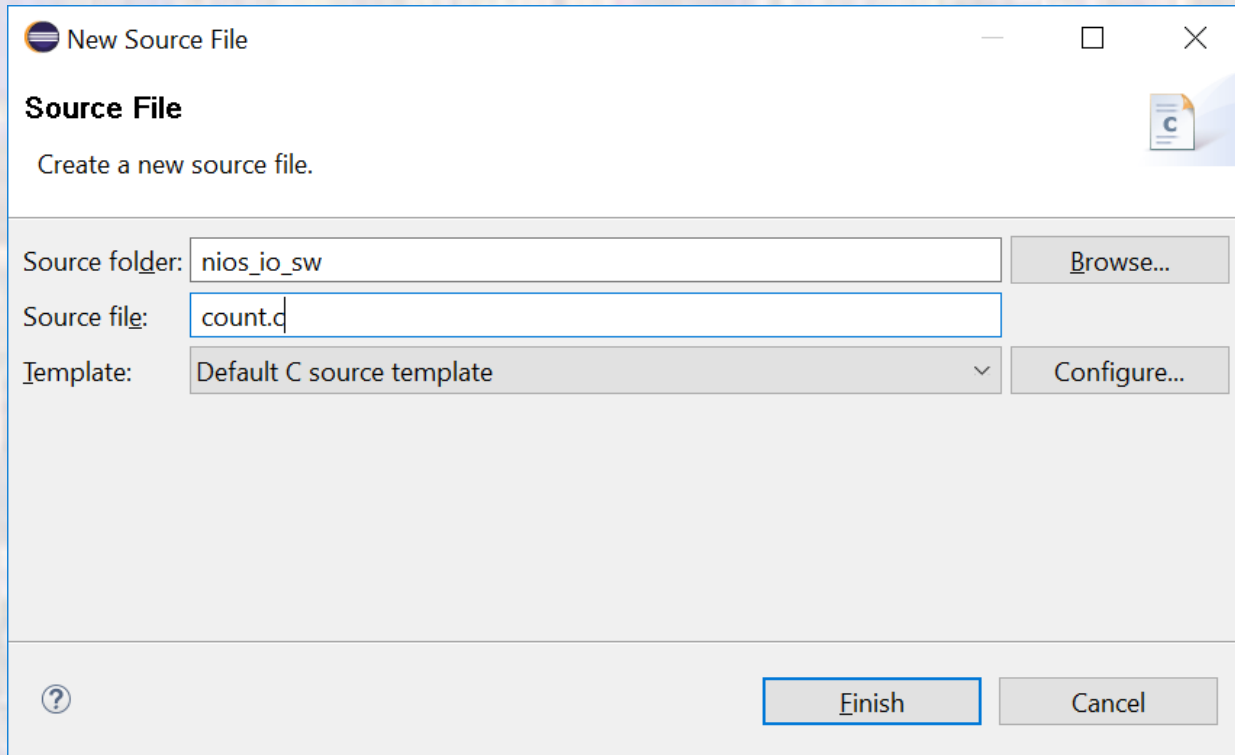 New Source File
Source File
Create a new source file.
Source folder: nios_io_sw Browse...
Source file: count.c
Template: Default C source template Configure...
Finish Cancel